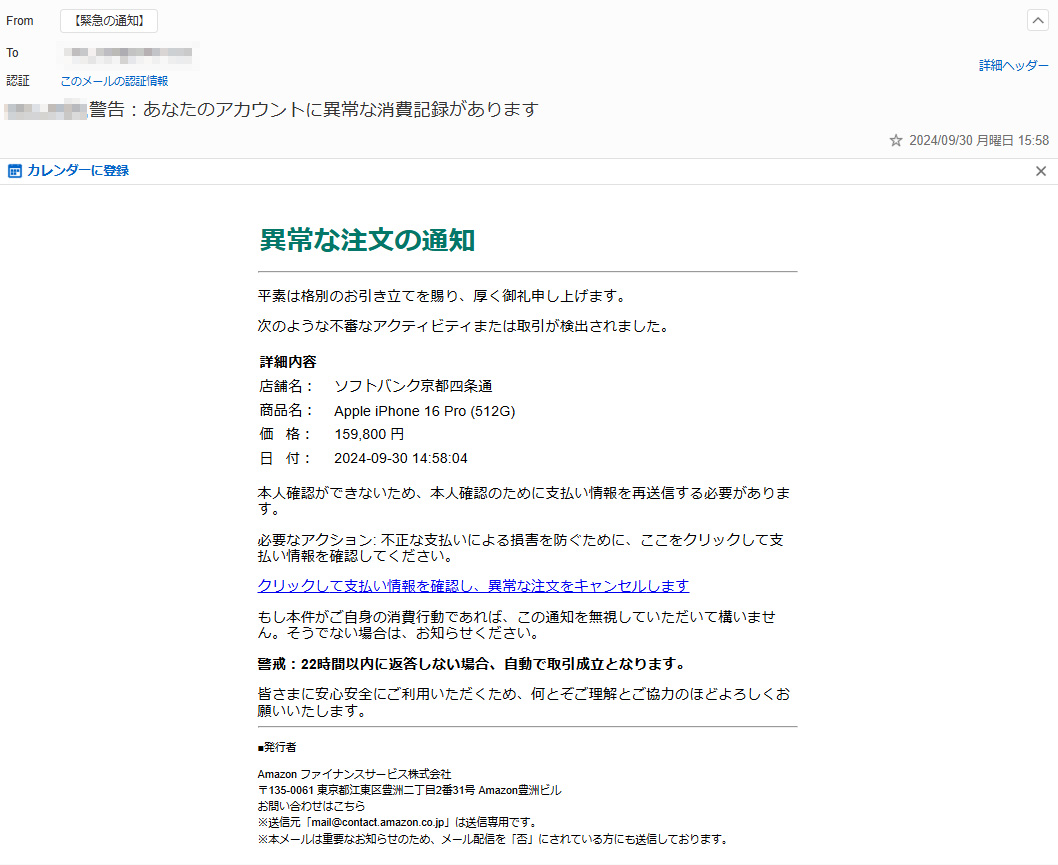 From 【緊急の通知】
To
詳細ヘッダー
認証 このメールの認証情報
警告：あなたのアカウントに異常な消費記録があります
☆ 2024/09/30 月曜日 15:58
カレンダーに登録
異常な注文の通知
平素は格別のお引き立てを賜り、厚く御礼申し上げます。
次のような不審なアクティビティまたは取引が検出されました。
詳細内容
店舗名： ソフトバンク京都四条通
商品名： Apple iPhone 16 Pro (512G)
価 格： 159,800 円
日 付： 2024-09-30 14:58:04
本人確認ができないため、本人確認のために支払い情報を再送信する必要がありま
す。
必要なアクション: 不正な支払いによる損害を防ぐために、ここをクリックして支
払い情報を確認してください。
クリックして支払い情報を確認し、異常な注文をキャンセルします
もし本件がご自身の消費行動であれば、この通知を無視していただいて構いませ
ん。そうでない場合は、お知らせください。
警戒：22時間以内に返答しない場合、自動で取引成立となります。
皆さまに安心安全にご利用いただくため、何とぞご理解とご協力のほどよろしくお
願いいたします。
■発行者
Amazon ファイナンスサービス株式会社
〒135-0061 東京都江東区豊洲二丁目2番31号 Amazon豊洲ビル
お問い合わせはこちら
※送信元「mail@contact.amazon.co.jp」は送信専用です。
※本メールは重要なお知らせのため、メール配信を「否」にされている方にも送信しております。